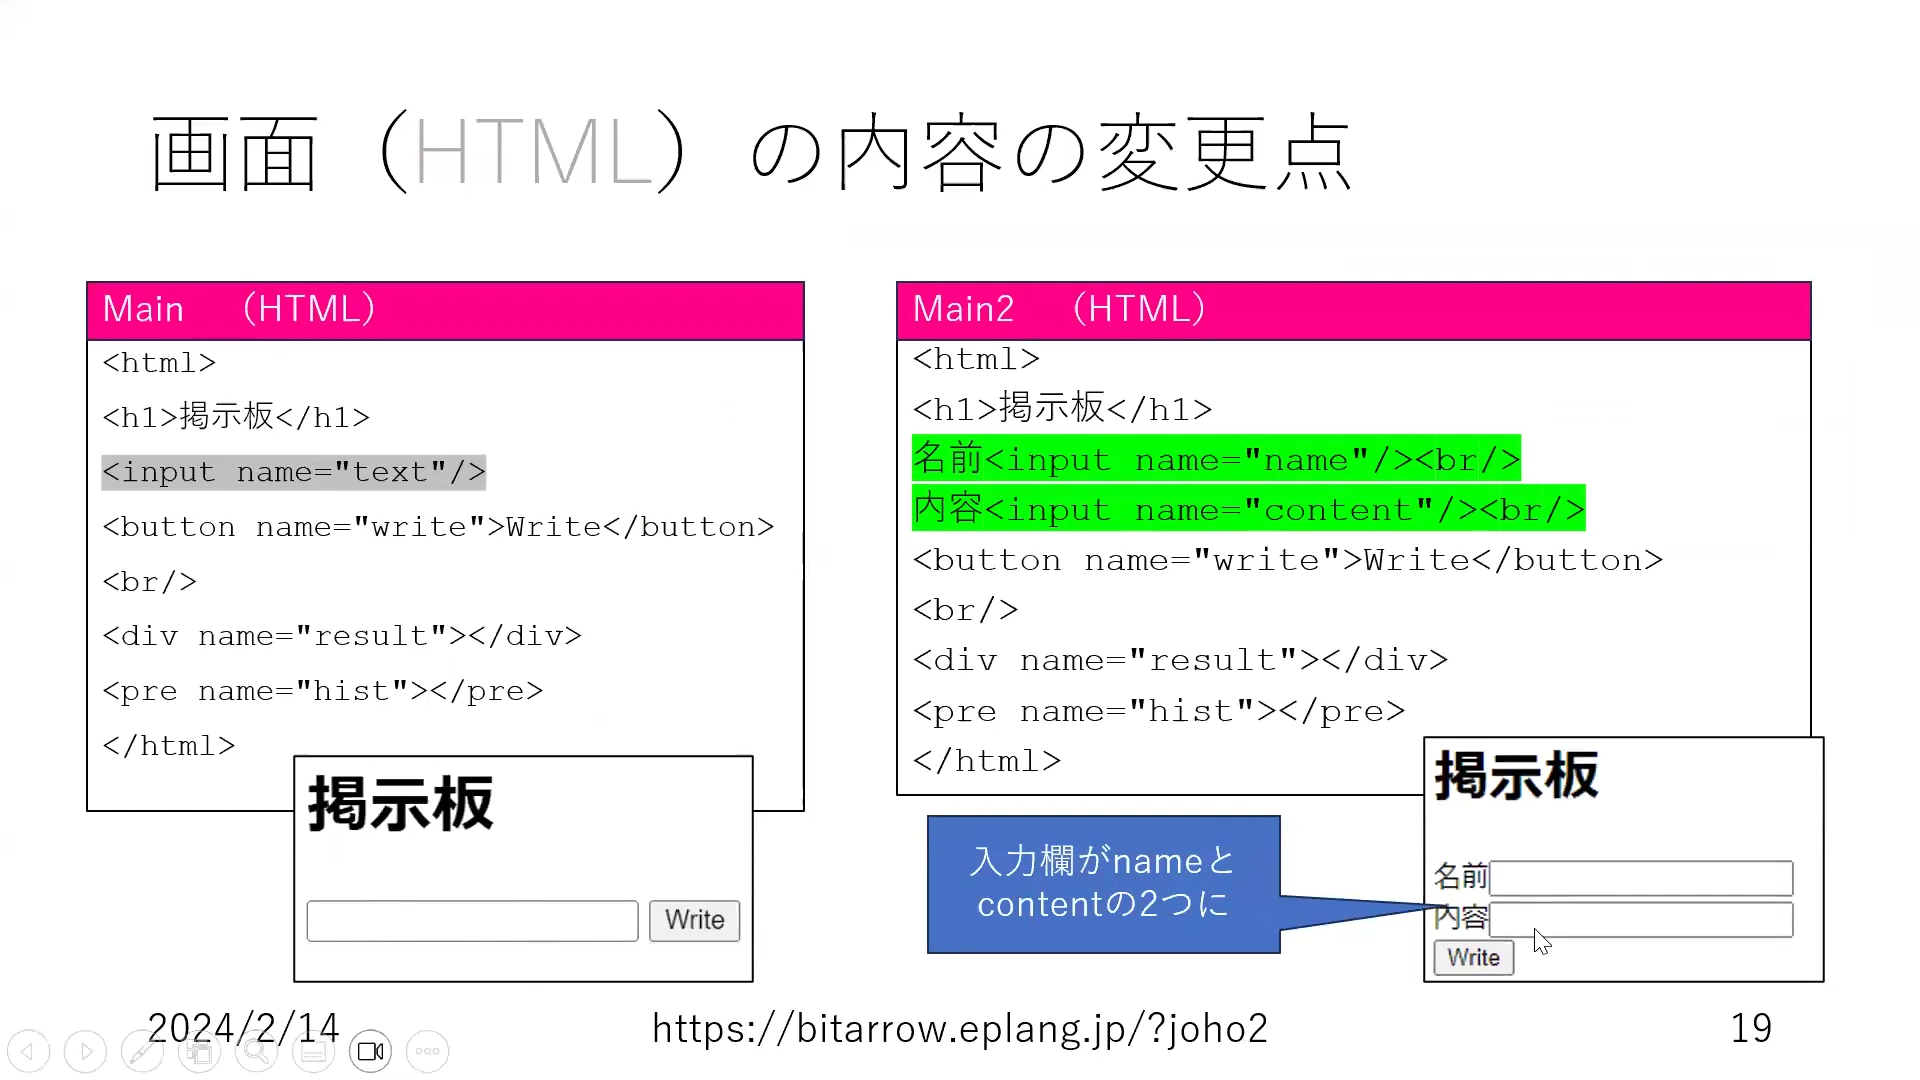 画面（HTML）の内容の変更点
Main （HTML）
<html>
<h1>掲示板</h1>
<input name="text"/>
<button name="write">Write</button>
<br/>
<div name="result"></div>
<pre name="hist"></pre>
</html>
掲示板
Write
Main2 （HTML）
<html>
<h1>掲示板</h1>
名前<input name="name"/><br/>
内容<input name="content"/><br/>
<button name="write">Write</button>
<br/>
<div name="result"></div>
<pre name="hist"></pre>
</html>
入力欄がnameと
contentの2つに
掲示板
名前
内容
Write
2024/2/14
https://bitarrow.eplang.jp/?joho2
19